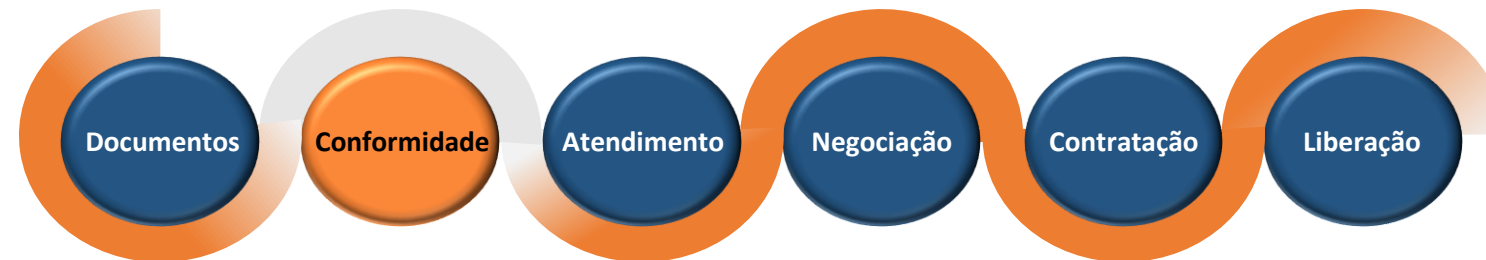 Documentos
Conformidade
Atendimento
Negociação
Contratação
Liberação